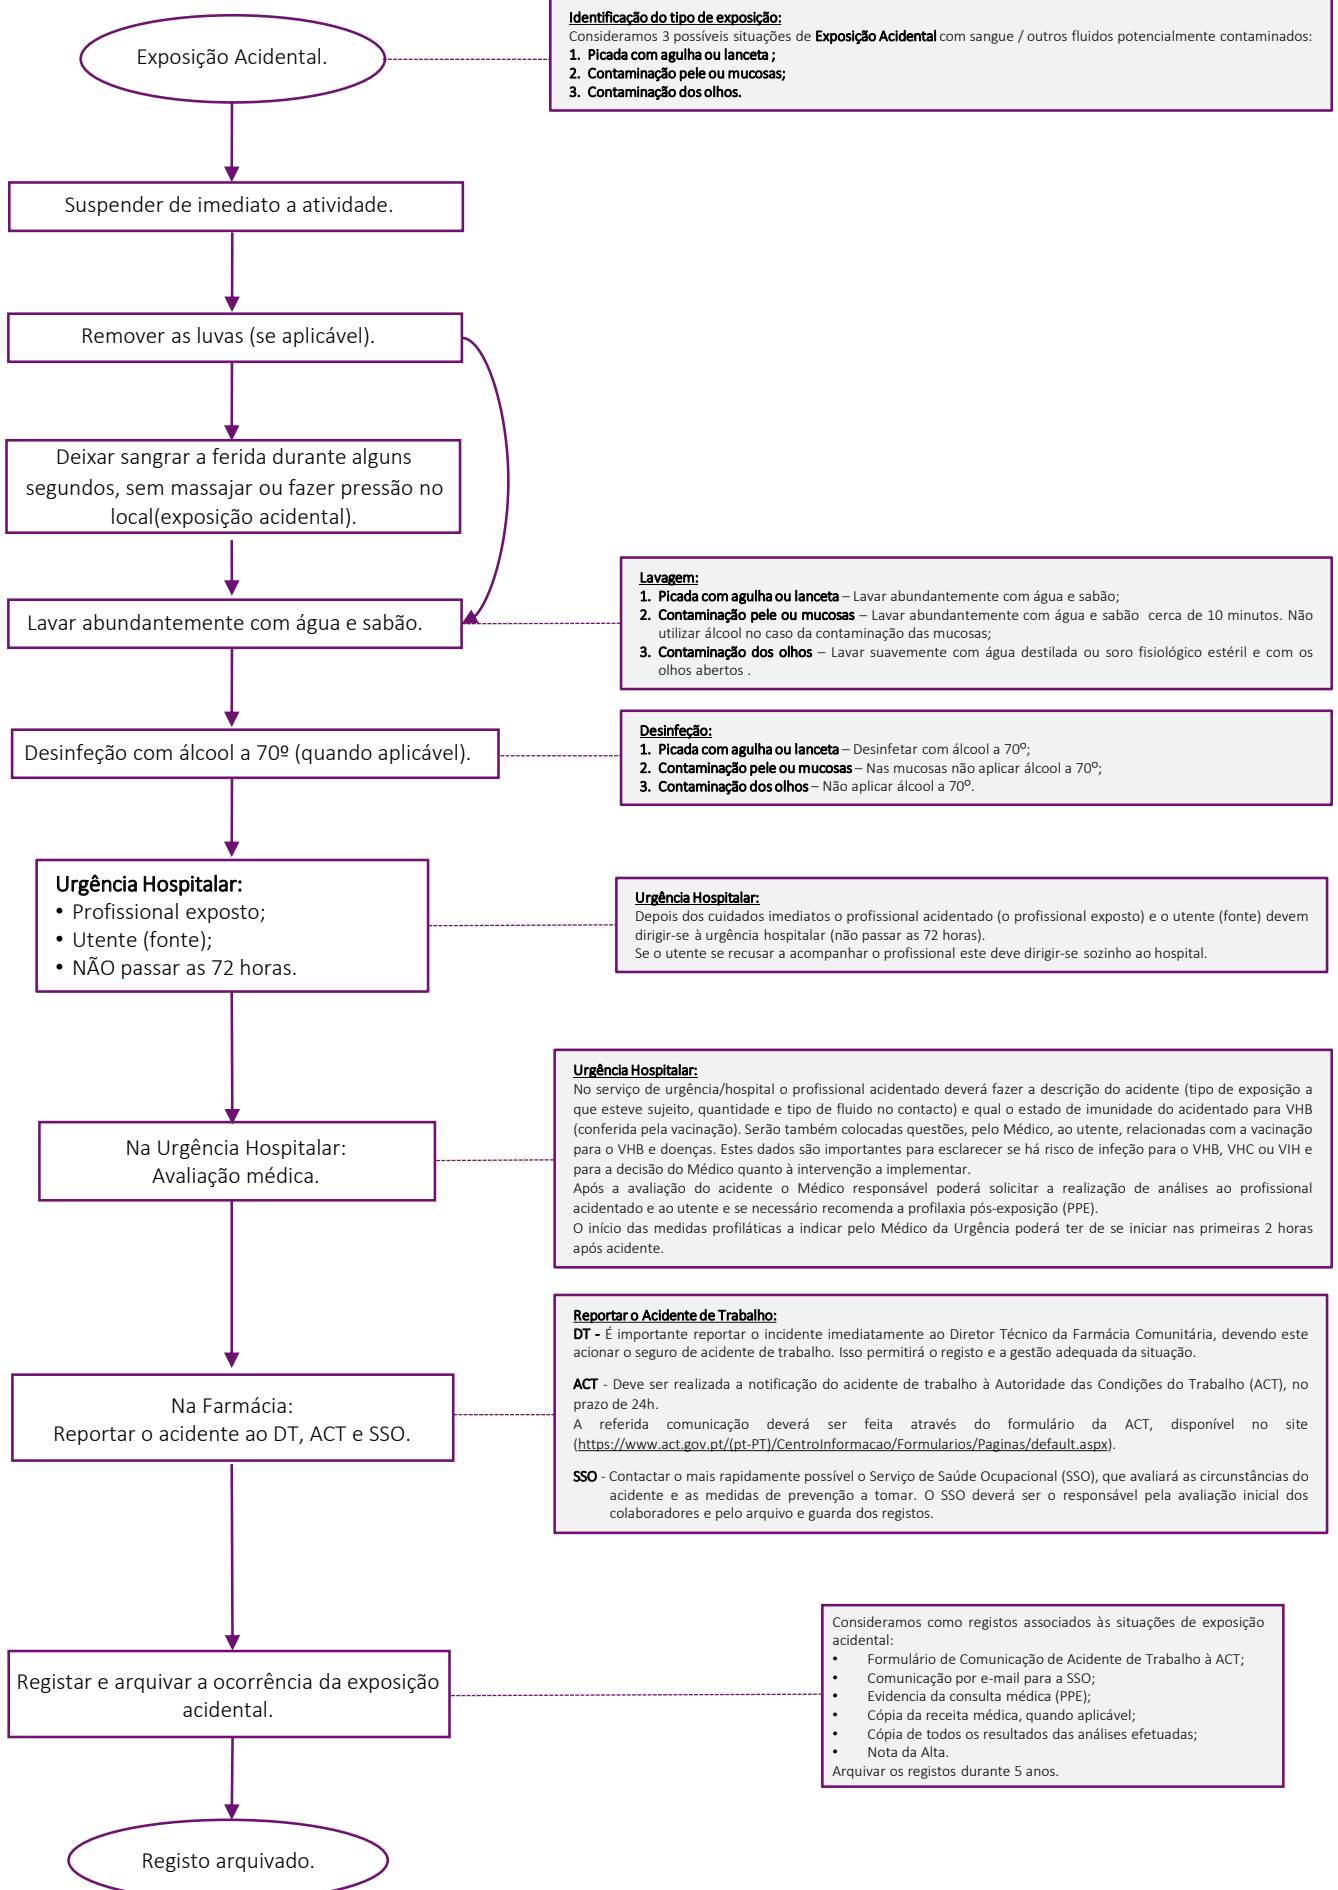 Exposição Acidental.
Identificação do tipo de exposição:
Consideramos 3 possíveis situações de Exposição Acidental com sangue / outros fluidos potencialmente contaminados:
1. Picada com agulha ou lanceta ;
2. Contaminação pele ou mucosas;
3. Contaminação dos olhos.
Suspender de imediato a atividade.
Remover as luvas (se aplicável).
Deixar sangrar a ferida durante alguns
segundos, sem massajar ou fazer pressão no
local(exposição acidental).
Lavar abundantemente com água e sabão.
Lavagem:
1. Picada com agulha ou lanceta – Lavar abundantemente com água e sabão;
2. Contaminação pele ou mucosas – Lavar abundantemente com água e sabão cerca de 10 minutos. Não
utilizar álcool no caso da contaminação das mucosas;
3. Contaminação dos olhos – Lavar suavemente com água destilada ou soro fisiológico estéril e com os
olhos abertos .
Desinfeção com álcool a 70º (quando aplicável).
Desinfeção:
1. Picada com agulha ou lanceta – Desinfetar com álcool a 70º;
2. Contaminação pele ou mucosas – Nas mucosas não aplicar álcool a 70º;
3. Contaminação dos olhos – Não aplicar álcool a 70º.
Urgência Hospitalar:
• Profissional exposto;
• Utente (fonte);
• NÃO passar as 72 horas.
Urgência Hospitalar:
Depois dos cuidados imediatos o profissional acidentado (o profissional exposto) e o utente (fonte) devem
dirigir-se à urgência hospitalar (não passar as 72 horas).
Se o utente se recusar a acompanhar o profissional este deve dirigir-se sozinho ao hospital.
Na Urgência Hospitalar:
Avaliação médica.
Urgência Hospitalar:
No serviço de urgência/hospital o profissional acidentado deverá fazer a descrição do acidente (tipo de exposição a
que esteve sujeito, quantidade e tipo de fluido no contacto) e qual o estado de imunidade do acidentado para VHB
(conferida pela vacinação). Serão também colocadas questões, pelo Médico, ao utente, relacionadas com a vacinação
para o VHB e doenças. Estes dados são importantes para esclarecer se há risco de infeção para o VHB, VHC ou VIH e
para a decisão do Médico quanto à intervenção a implementar.
Após a avaliação do acidente o Médico responsável poderá solicitar a realização de análises ao profissional
acidentado e ao utente e se necessário recomenda a profilaxia pós-exposição (PPE).
O início das medidas profiláticas a indicar pelo Médico da Urgência poderá ter de se iniciar nas primeiras 2 horas
após acidente.
Na Farmácia:
Reportar o acidente ao DT, ACT e SSO.
Reportar o Acidente de Trabalho:
DT - É importante reportar o incidente imediatamente ao Diretor Técnico da Farmácia Comunitária, devendo este
acionar o seguro de acidente de trabalho. Isso permitirá o registo e a gestão adequada da situação.
ACT - Deve ser realizada a notificação do acidente de trabalho à Autoridade das Condições do Trabalho (ACT), no
prazo de 24h.
A referida comunicação deverá ser feita através do formulário da ACT, disponível no site
(https://www.act.gov.pt/(pt-PT)/CentroInformacao/Formularios/Paginas/default.aspx).
SSO - Contactar o mais rapidamente possível o Serviço de Saúde Ocupacional (SSO), que avaliará as circunstâncias do
acidente e as medidas de prevenção a tomar. O SSO deverá ser o responsável pela avaliação inicial dos
colaboradores e pelo arquivo e guarda dos registos.
Registar e arquivar a ocorrência da exposição
acidental.
Consideramos como registos associados às situações de exposição
acidental:
• Formulário de Comunicação de Acidente de Trabalho à ACT;
• Comunicação por e-mail para a SSO;
• Evidencia da consulta médica (PPE);
• Cópia da receita médica, quando aplicável;
• Cópia de todos os resultados das análises efetuadas;
• Nota da Alta.
Arquivar os registos durante 5 anos.
Registo arquivado.